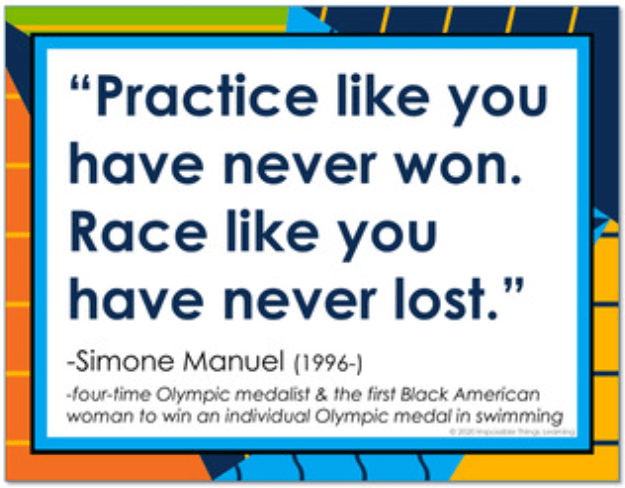 “Practice like you
have never won.
Race like you
have never lost.”
-Simone Manuel (1996-)
-four-time Olympic medalist & the first Black American
woman to win an individual Olympic medal in swimming
© 2020 Impossible Things Learning